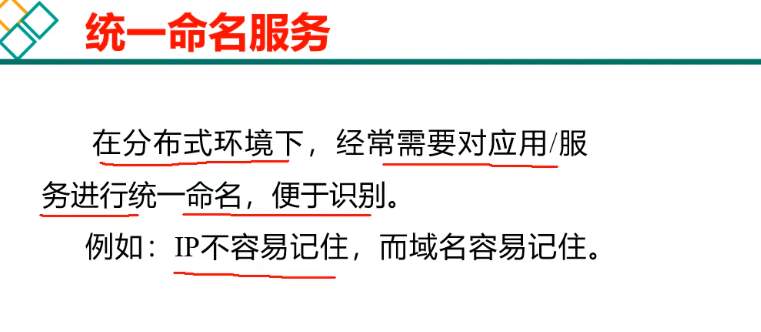 统一命名服务
在分布式环境下，经常需要对应用/服
务进行统一命名，便于识别。
例如：IP不容易记住，而域名容易记住。